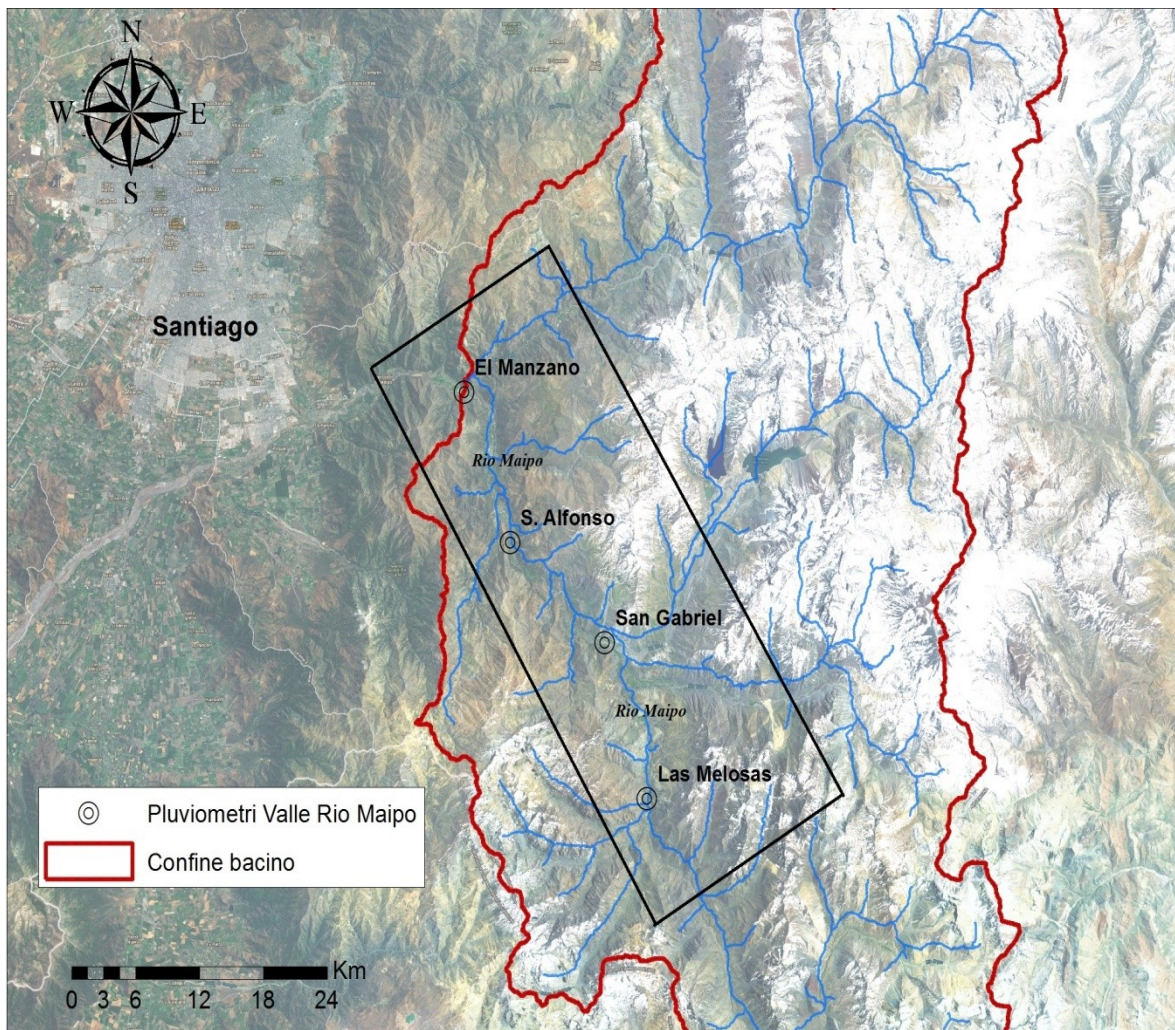 N
W E
S
SANTIAGO
Santiago
El Manzano
Rio Maipo
S. Alfonso
San Gabriel
Rio Maipo
Las Melosas
Pluviometri Valle Rio Maipo
Confine bacino
Km
0 3 6 12 18 24